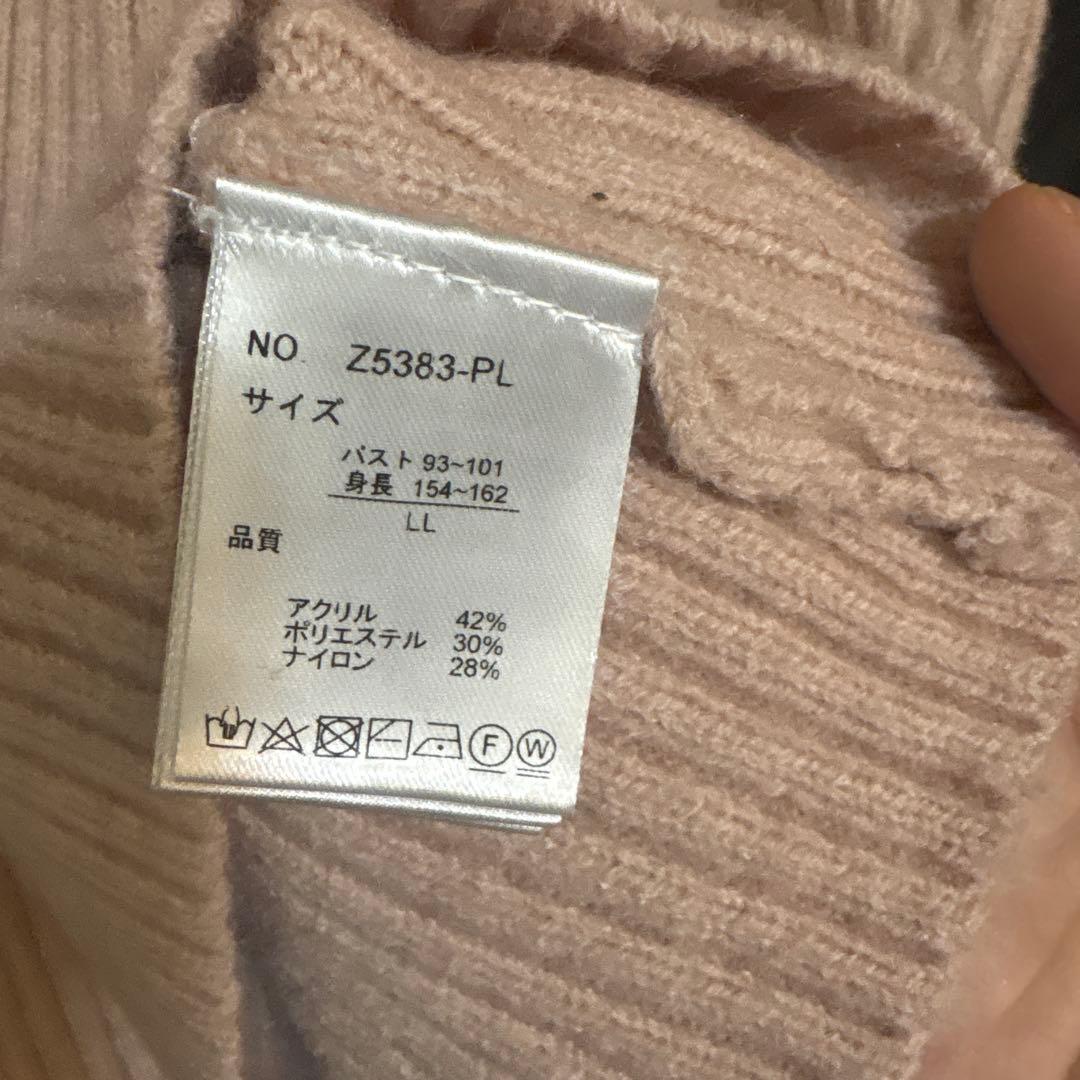 NO. Z5383-PL
サイズ
バスト 93~101
身長 154~162
LL
品質
アクリル 42%
ポリエステル 30%
ナイロン 28%
F W